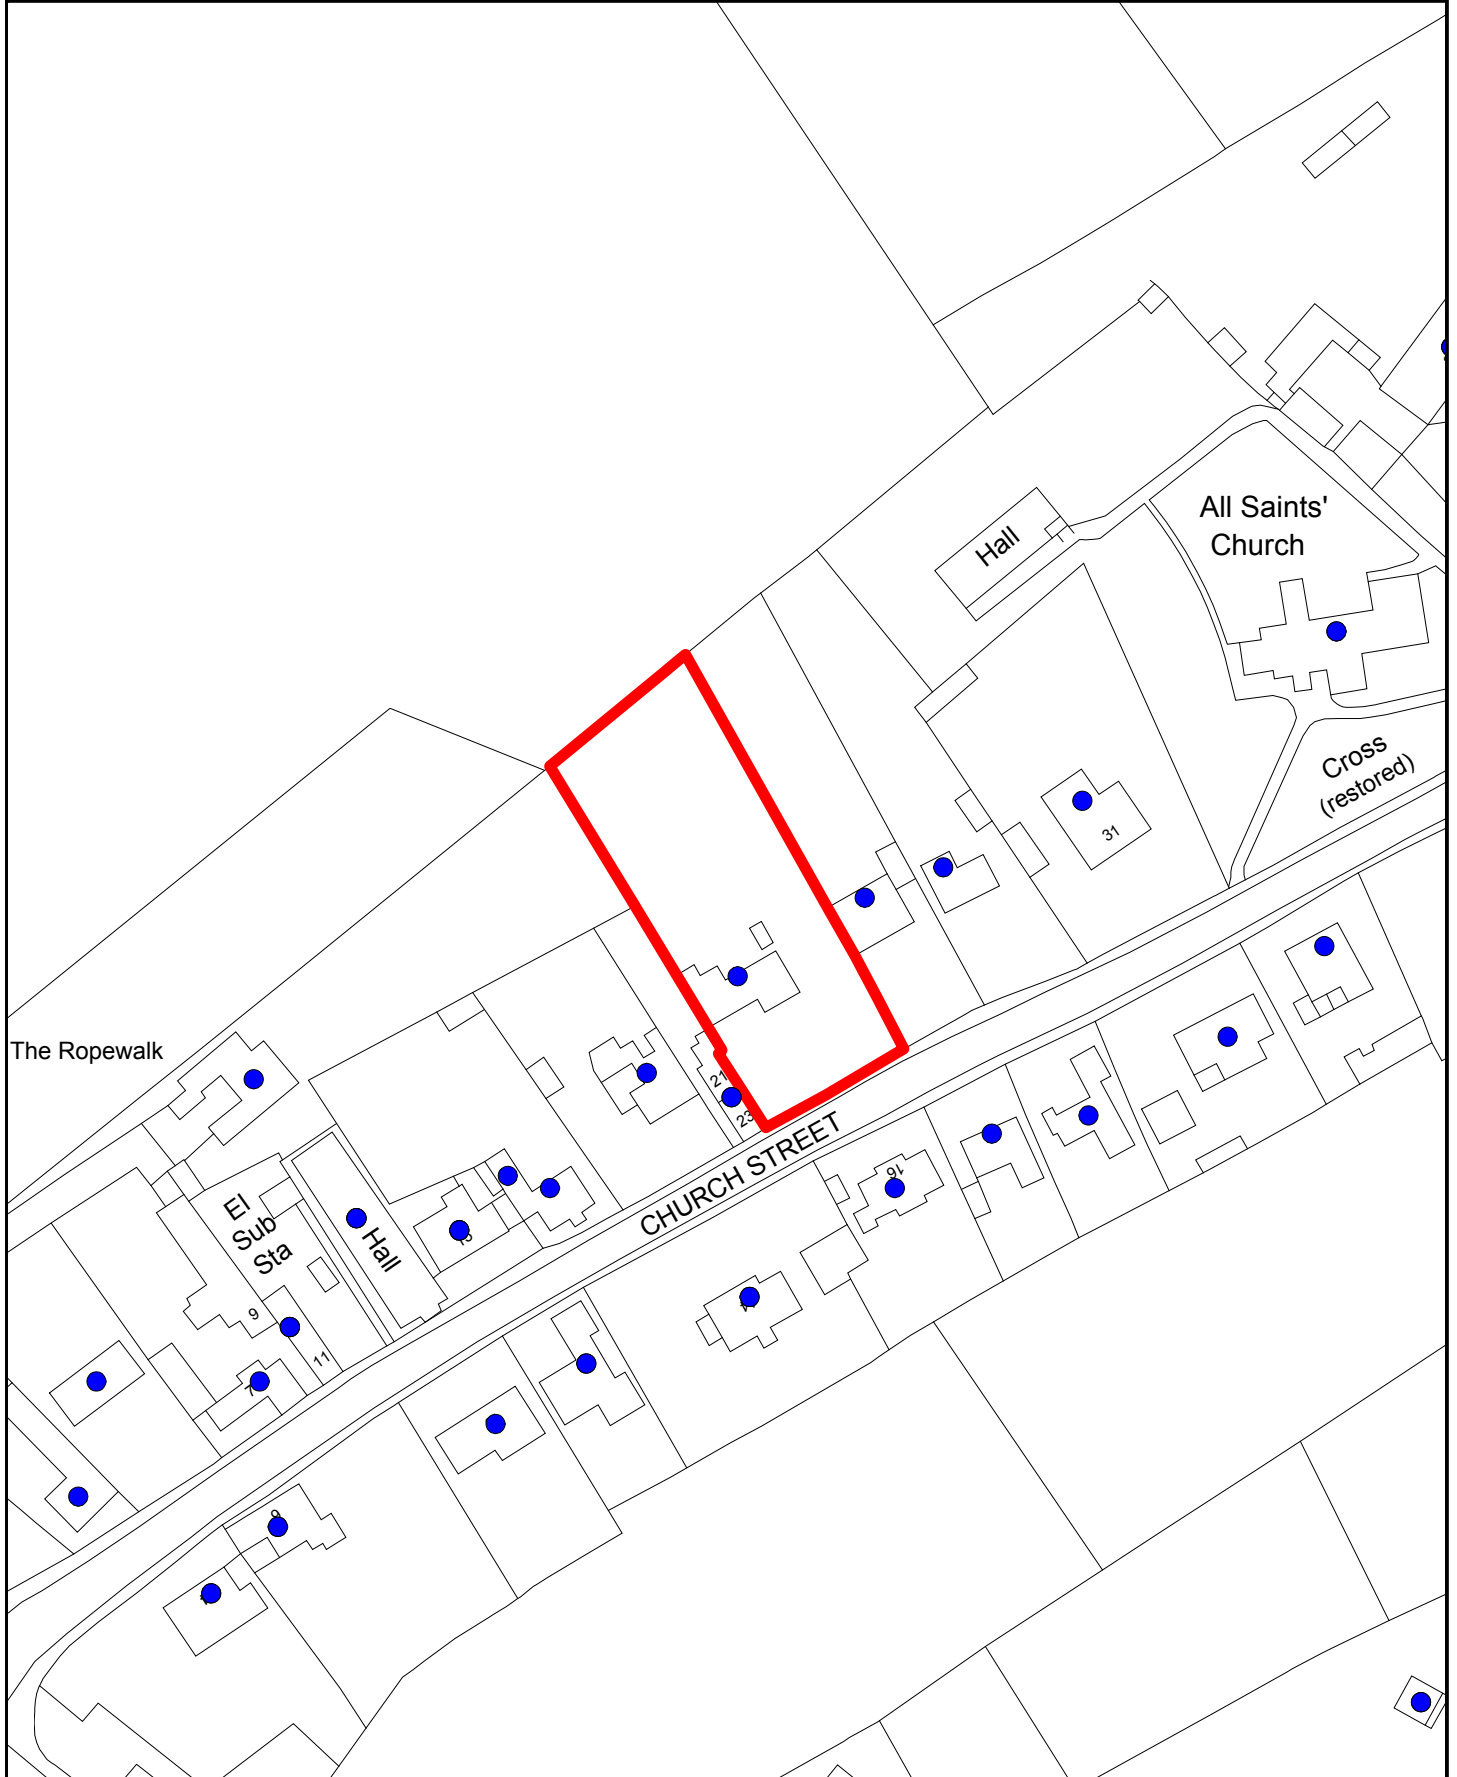 All Saints'
Church
Hall
Cross
(restored)
31
The Ropewalk
21
23
CHURCH STREET
16
El
Sub
Sta
Hall
9
11
7